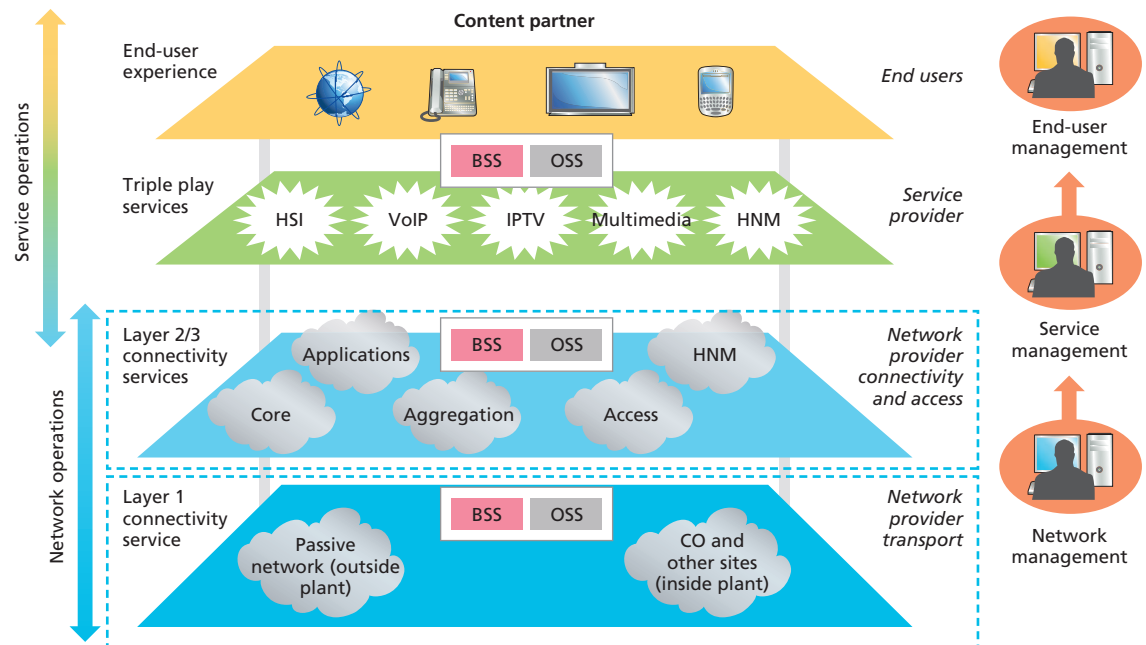 Content partner
End-user
experience
End users
BSS
OSS
Triple play
services
HSI
VoIP
IPTV
Multimedia
HNM
Service
provider
Service operations
Layer 2/3
connectivity
services
BSS
OSS
Applications
HNM
Core
Aggregation
Access
Network
provider
connectivity
and access
Network operations
Layer 1
connectivity
service
BSS
OSS
Passive
network (outside
plant)
CO and
other sites
(inside plant)
Network
provider
transport
End-user
management
Service
management
Network
management